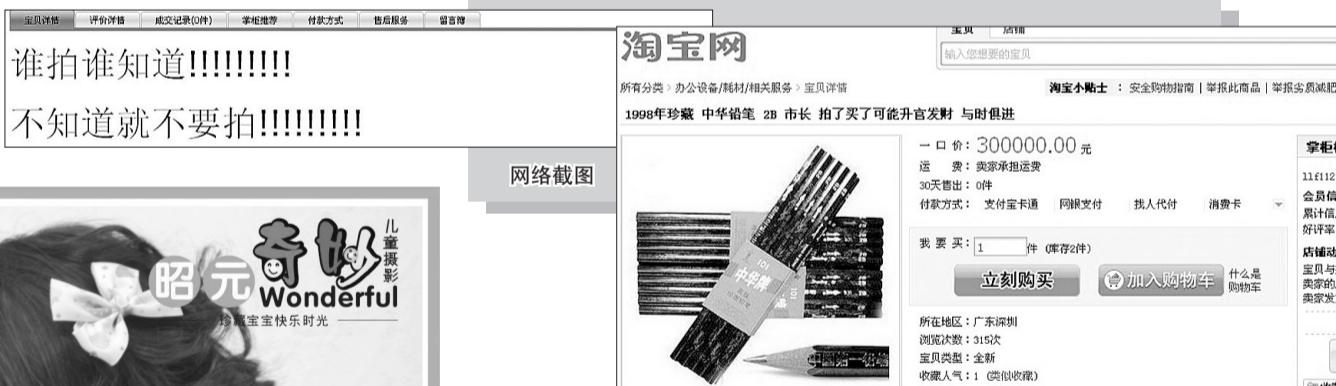 宝贝详情 评价详情 成交记录(0件) 掌柜推荐 付款方式 售后服务 留言簿
谁拍谁知道!!!!!!!!!
不知道就不要拍!!!!!!!!!
网络截图
儿童摄影
昭元
奇妙
Wonderful
珍藏宝宝快乐时光
宝贝 店铺
淘宝网
输入您想要的宝贝
所有分类 > 办公设备/耗材/相关服务 > 宝贝详情
淘宝小贴士 : 安全购物指南 | 举报此商品 | 举报劣质减肥
1998年珍藏 中华铅笔 2B 市长 拍了买了可能升官发财 与时俱进
一口价: 300000.00 元
运 费: 卖家承担运费
30天售出: 0件
付款方式: 支付宝卡通 网银支付 找人代付 消费卡
我要买: 1 件 (库存2件)
立刻购买 加入购物车 什么是购物车
所在地区: 广东深圳
浏览次数: 315次
宝贝类型: 全新
收藏人气: 1 (类似收藏)
101
中华牌
101
掌柜
llf112
会员信
累计信
好评率
店铺动
宝贝与
卖家的
卖家发